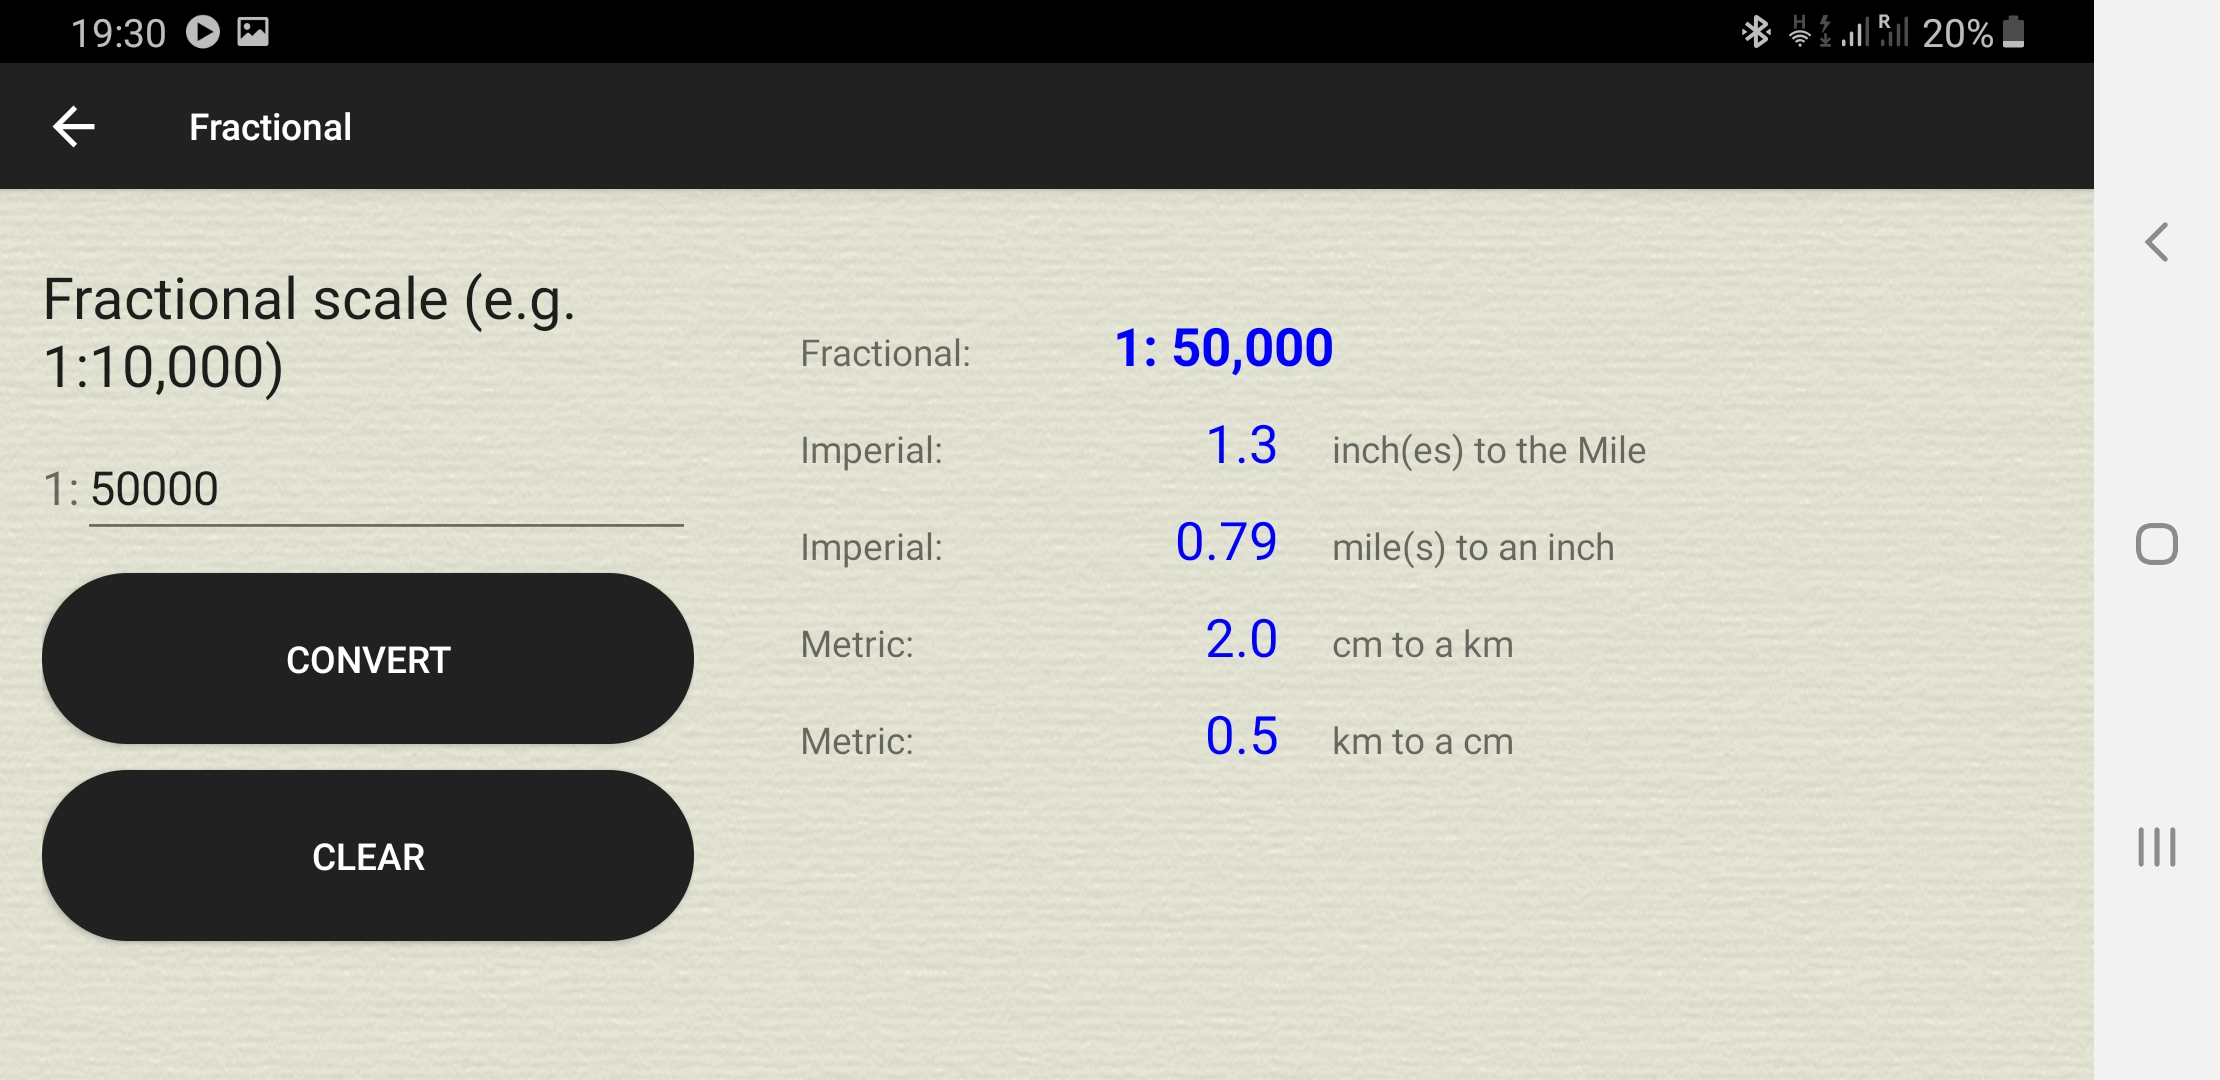 19:30
H R 20%
Fractional
Fractional scale (e.g.
1:10,000)
1: 50000
CONVERT
CLEAR
Fractional: 1: 50,000
Imperial: 1.3 inch(es) to the Mile
Imperial: 0.79 mile(s) to an inch
Metric: 2.0 cm to a km
Metric: 0.5 km to a cm